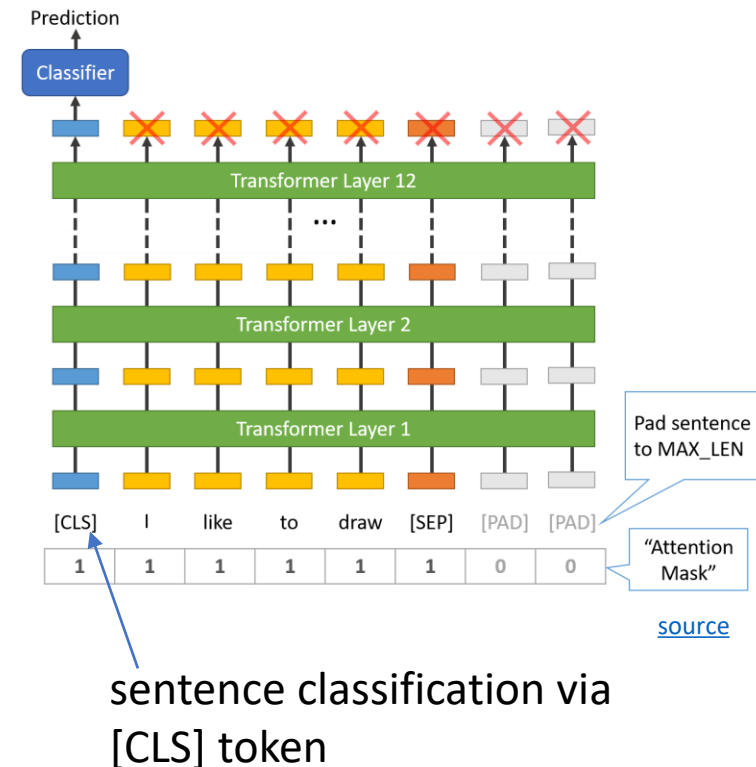 Prediction
Classifier
Transformer Layer 12
...
Transformer Layer 2
Transformer Layer 1
Pad sentence
to MAX_LEN
[CLS] I like to draw [SEP] [PAD] [PAD]
1 1 1 1 1 1 0 0
“Attention
Mask”
source
sentence classification via
[CLS] token